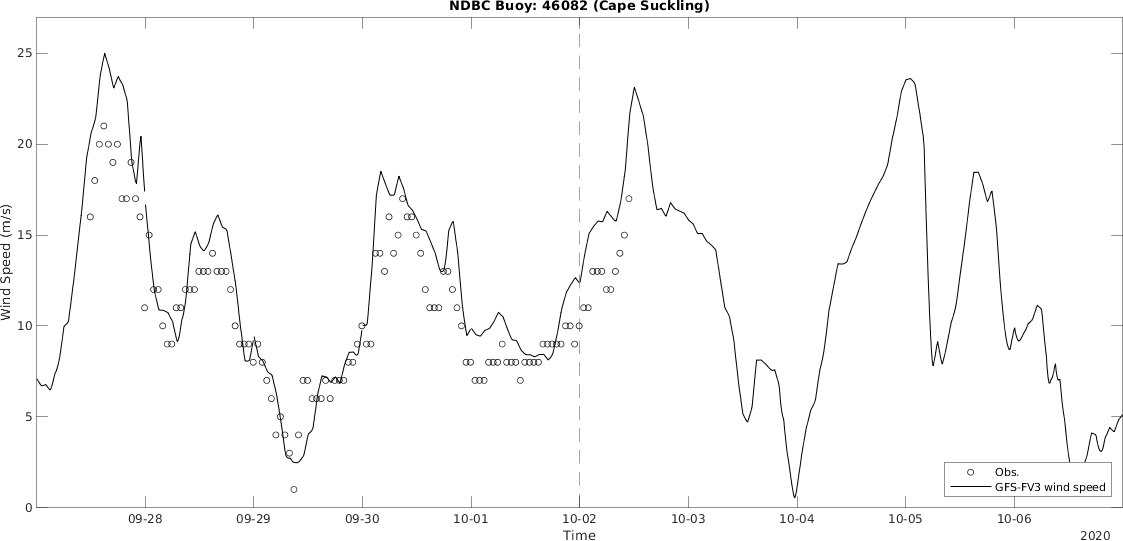 NDBC Buoy: 46082 (Cape Suckling)
25
20
15
10
5
0
Wind Speed (m/s)
09-28 09-29 09-30 10-01 10-02 10-03 10-04 10-05 10-06
Time
2020
Obs.
GFS-FV3 wind speed